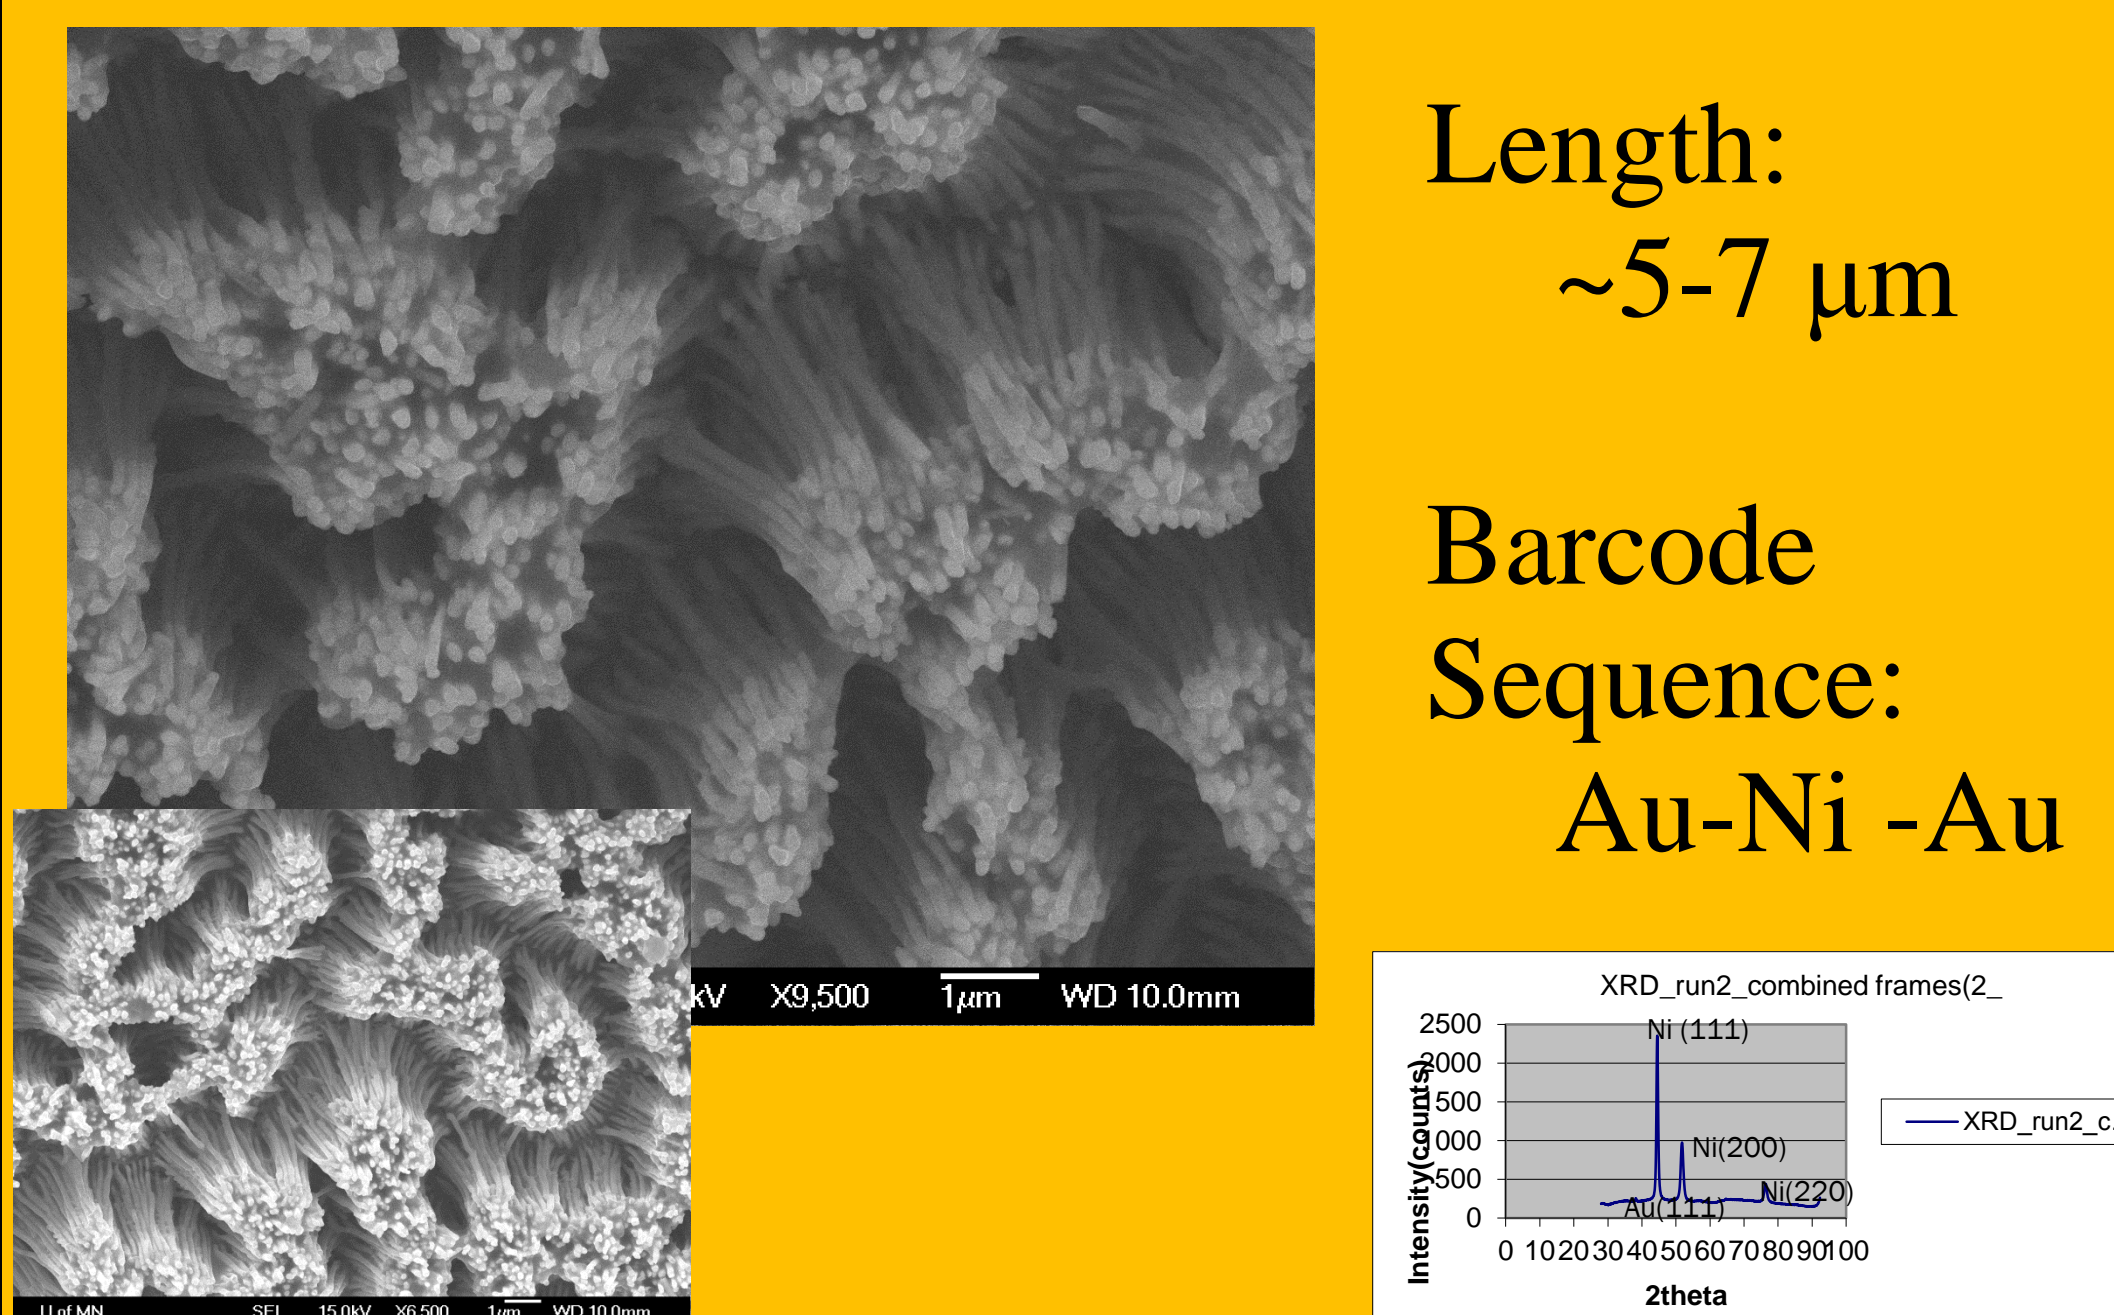 Length:
~5-7 μm
Barcode
Sequence:
Au-Ni -Au
kV X9,500 1μm WD 10.0mm
U of MN SEI 15.0kV X6,500 1μm WD 10.0mm
XRD_run2_combined frames(2_
Intensity(counts)
2500
2000
1500
1000
500
0
Ni (111)
Ni(200)
Ni(220)
Au(111)
0 10 20 30 40 50 60 70 80 90 100
2theta
XRD_run2_c.